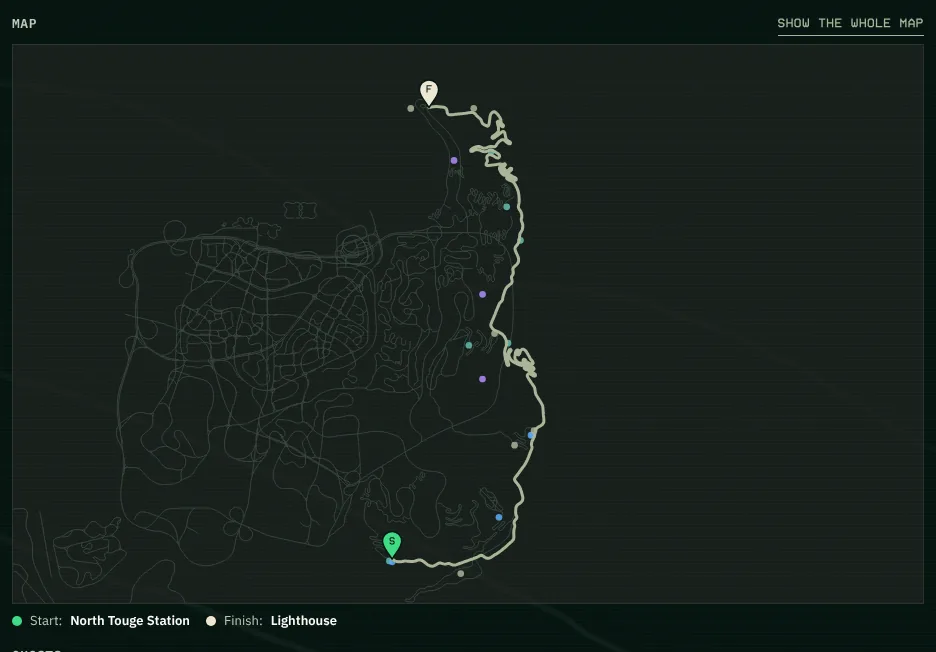 MAP
SHOW THE WHOLE MAP
F
S
Start: North Touge Station
Finish: Lighthouse